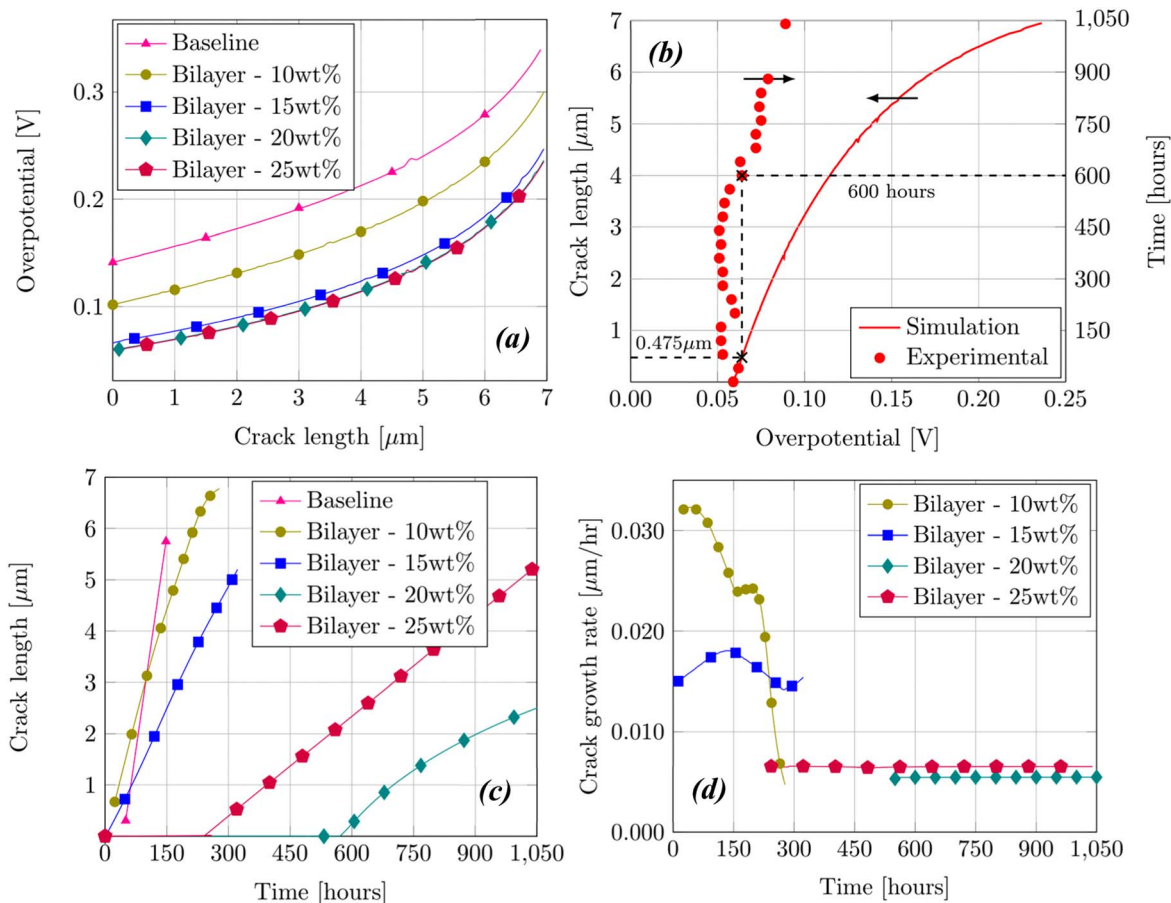 Baseline
Bilayer - 10wt%
Bilayer - 15wt%
Bilayer - 20wt%
Bilayer - 25wt%
0.3
0.2
0.1
Overpotential [V]
(a)
0 1 2 3 4 5 6 7
Crack length [μm]
(b)
7
6
5
4
3
2
1
Crack length [μm]
1,050
900
750
600
450
300
150
Time [hours]
600 hours
0.475μm
Simulation
Experimental
0.00 0.05 0.10 0.15 0.20 0.25
Overpotential [V]
Baseline
Bilayer - 10wt%
Bilayer - 15wt%
Bilayer - 20wt%
Bilayer - 25wt%
7
6
5
4
3
2
1
Crack length [μm]
(c)
0 150 300 450 600 750 900 1,050
Time [hours]
Bilayer - 10wt%
Bilayer - 15wt%
Bilayer - 20wt%
Bilayer - 25wt%
0.030
0.020
0.010
0.000
Crack growth rate [μm/hr]
(d)
0 150 300 450 600 750 900 1,050
Time [hours]